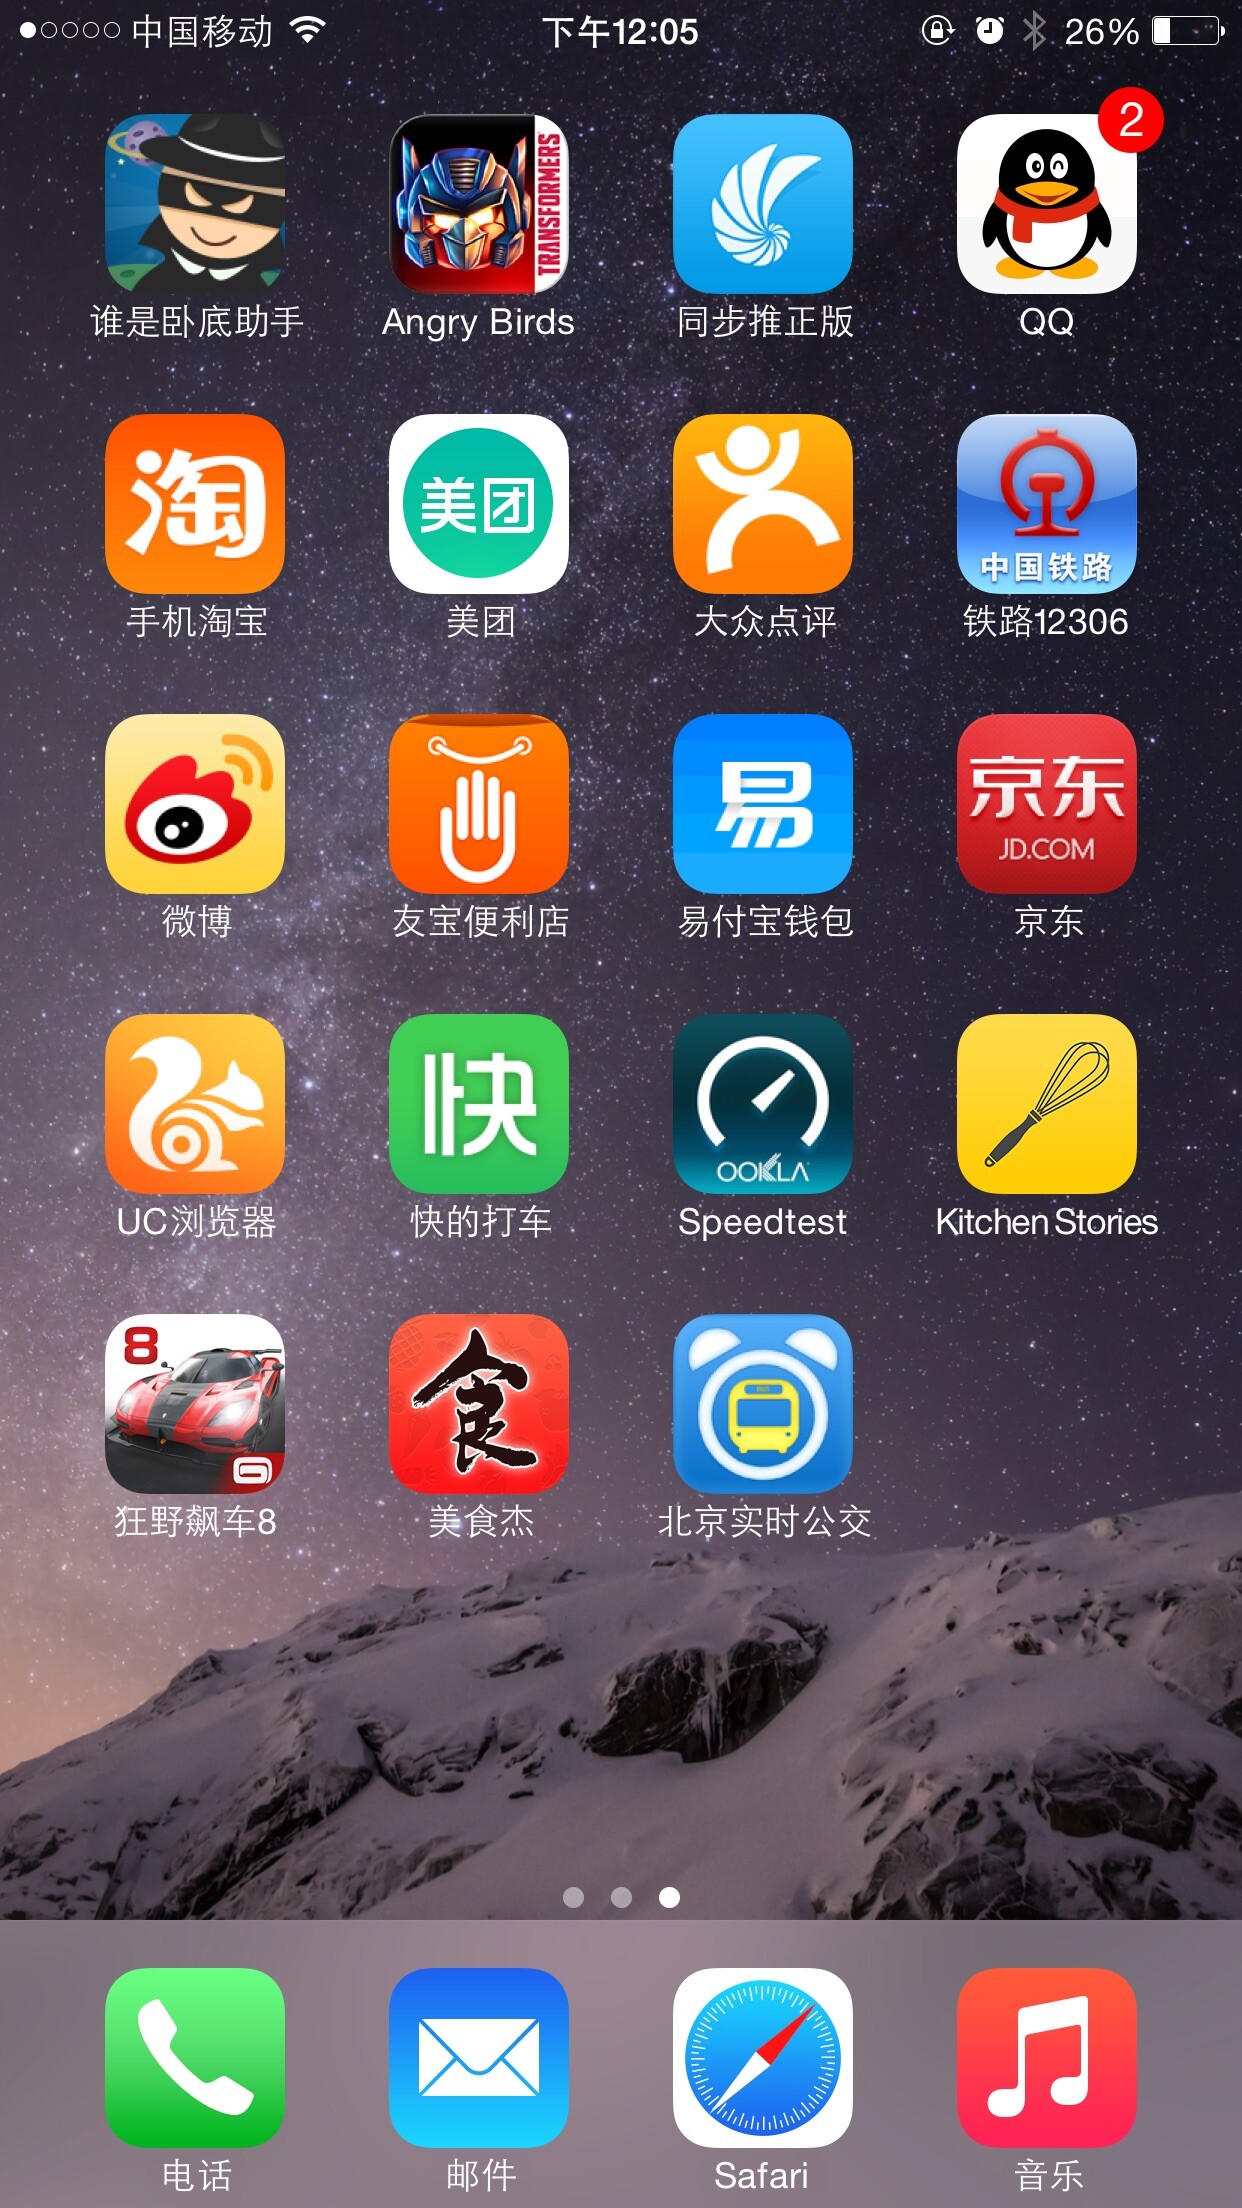 中国移动 下午12:05 26%
TRANSFORMERS
2
谁是卧底助手 Angry Birds 同步推正版 QQ
淘 美团 中国铁路
手机淘宝 美团 大众点评 铁路12306
易 京东
JD.COM
微博 友宝便利店 易付宝钱包 京东
快 OOKLA
UC浏览器 快的打车 Speedtest Kitchen Stories
8 食 BUS
狂野飙车8 美食杰 北京实时公交
电话 邮件 Safari 音乐